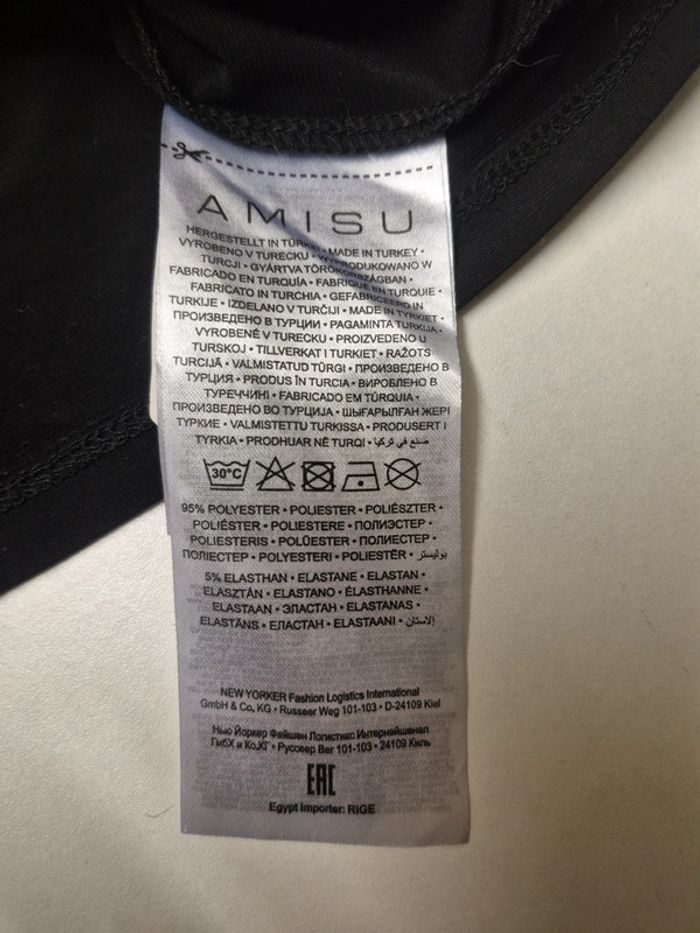 AMISU
HERGESTELLT IN TÜRKEI • MADE IN TURKEY •
VYROBENO V TURECKU • WYPRODUKOWANO W
TURCJI • GYÁRTVA TÖRÖKORSZÁGBAN •
FABRICADO EN TURQUÍA • FABRIQUÉ EN TURQUIE •
FABRICATO IN TURCHIA • GEFABRICEERD IN
TURKIJE • IZDELANO V TURČIJI • MADE IN TYRKIET •
ПРОИЗВЕДЕНО В ТУРЦИИ • PAGAMINTA TURKIJA •
VYROBENÉ V TURECKU • PROIZVEDENO U
TURSKOJ • TILLVERKAT I TURKIET • RAŽOTS
TURCIJĀ • VALMISTATUD TÜRGI • ПРОИЗВЕДЕНО В
ТУРЦИЯ • PRODUS ÎN TURCIA • ВИРОБЛЕНО В
ТУРЕЧЧИНІ • FABRICADO EM TÚRQUIA •
ПРОИЗВЕДЕНО ВО ТУРЦИЈА • ШЫҒАРЫЛҒАН ЖЕРІ
ТҮРКИЕ • VALMISTETTU TURKISSA • PRODUSERT I
TYRKIA • PRODHUAR NË TURQI • صنع في تركيا
30°C
95% POLYESTER • POLIESTER • POLIÉSZTER •
POLIÉSTER • POLIESTERE • ПОЛИЭСТЕР •
POLIESTERIS • POLÜESTER • ПОЛИЕСТЕР •
ПОЛІЕСТЕР • POLYESTERI • POLIESTËR • بوليستر
5% ELASTHAN • ELASTANE • ELASTAN •
ELASZTÁN • ELASTANO • ÉLASTHANNE •
ELASTAAN • ЭЛАСТАН • ELASTANAS •
ELASTĀNS • ЕЛАСТАН • ELASTAANI • إلاستان
NEW YORKER Fashion Logistics International
GmbH & Co. KG • Russeer Weg 101-103 • D-24109 Kiel
Нью Йоркер Фейшен Логистикс Интернейшенел
ГмбХ и Ко.КГ • Руссеер Вег 101-103 • 24109 Киль
EAC
Egypt Importer: RIGE